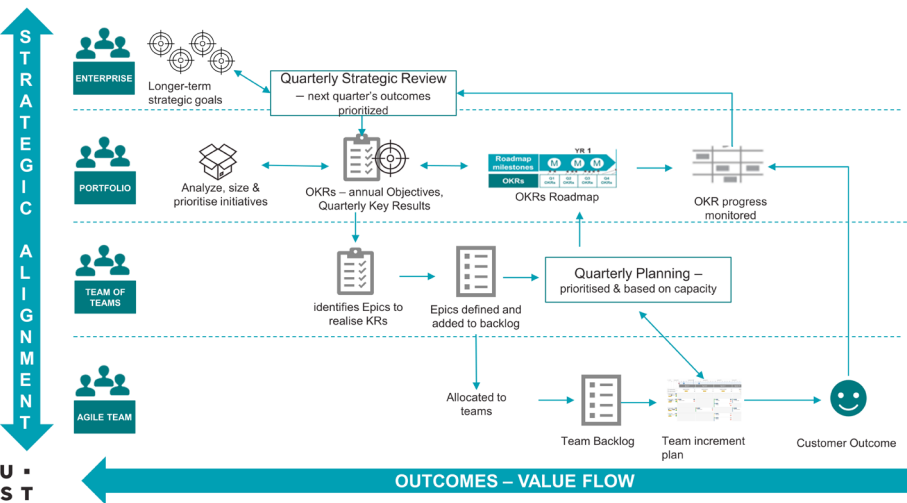 STRATEGIC ALIGNMENT
ENTERPRISE
Longer-term
strategic goals
Quarterly Strategic Review
– next quarter's outcomes
prioritized
PORTFOLIO
Analyze, size &
prioritise initiatives
OKRs – annual Objectives,
Quarterly Key Results
YR 1
Roadmap
milestones
M M M
OKRs
Q1 Q2 Q3 Q4
OKRs OKRs OKRs OKRs
OKRs Roadmap
OKR progress
monitored
TEAM OF
TEAMS
identifies Epics to
realise KRs
Epics defined and
added to backlog
Quarterly Planning –
prioritised & based on capacity
AGILE TEAM
Allocated to
teams
Team Backlog
Team increment
plan
Customer Outcome
U
ST
OUTCOMES – VALUE FLOW